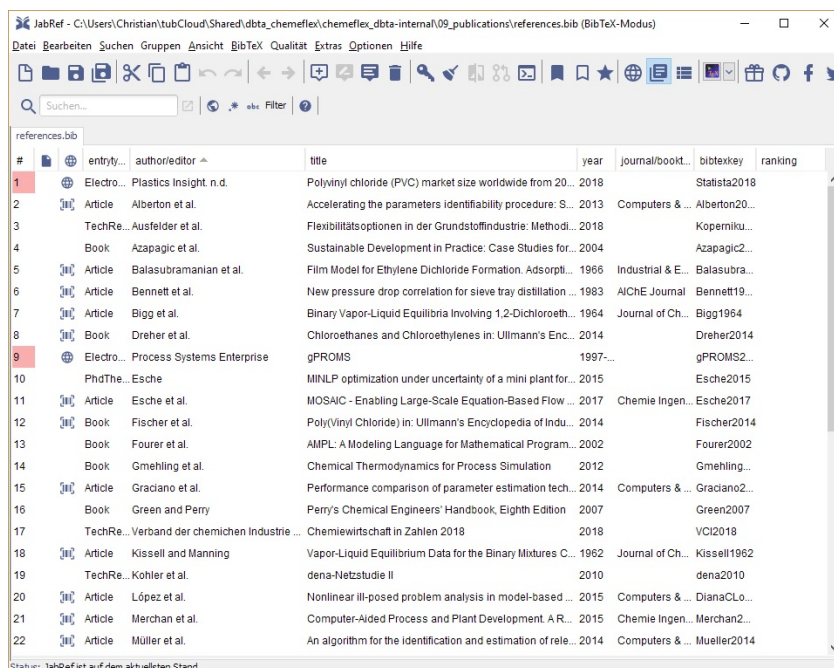 JabRef - C:\Users\Christian\tubCloud\Shared\dbta_chemeflex\chemeflex_dbta-internal\09_publications\references.bib (BibTeX-Modus)
Datei Bearbeiten Suchen Gruppen Ansicht BibTeX Qualität Extras Optionen Hilfe
Suchen... Filter
references.bib
# entryty... author/editor title year journal/bookt... bibtexkey ranking
1 Electro... Plastics Insight. n.d. Polyvinyl chloride (PVC) market size worldwide from 20... 2018 Statista2018
2 Article Alberton et al. Accelerating the parameters identifiability procedure: S... 2013 Computers & ... Alberton20...
3 TechRe... Ausfelder et al. Flexibilitätsoptionen in der Grundstoffindustrie: Methodi... 2018 Koperniku...
4 Book Azapagic et al. Sustainable Development in Practice: Case Studies for... 2004 Azapagic2...
5 Article Balasubramanian et al. Film Model for Ethylene Dichloride Formation. Adsorpti... 1966 Industrial & E... Balasubra...
6 Article Bennett et al. New pressure drop correlation for sieve tray distillation ... 1983 AIChE Journal Bennett19...
7 Article Bigg et al. Binary Vapor-Liquid Equilibria Involving 1,2-Dichloroeth... 1964 Journal of Ch... Bigg1964
8 Book Dreher et al. Chloroethanes and Chloroethylenes in: Ullmann's Enc... 2014 Dreher2014
9 Electro... Process Systems Enterprise gPROMS 1997-... gPROMS2...
10 PhdThe... Esche MINLP optimization under uncertainty of a mini plant for... 2015 Esche2015
11 Article Esche et al. MOSAIC - Enabling Large-Scale Equation-Based Flow ... 2017 Chemie Ingen... Esche2017
12 Book Fischer et al. Poly(Vinyl Chloride) in: Ullmann's Encyclopedia of Indu... 2014 Fischer2014
13 Book Fourer et al. AMPL: A Modeling Language for Mathematical Program... 2002 Fourer2002
14 Book Gmehling et al. Chemical Thermodynamics for Process Simulation 2012 Gmehling...
15 Article Graciano et al. Performance comparison of parameter estimation tech... 2014 Computers & ... Graciano2...
16 Book Green and Perry Perry's Chemical Engineers' Handbook, Eighth Edition 2007 Green2007
17 TechRe... Verband der chemichen Industrie ... Chemiewirtschaft in Zahlen 2018 2018 VCI2018
18 Article Kissell and Manning Vapor-Liquid Equilibrium Data for the Binary Mixtures C... 1962 Journal of Ch... Kissell1962
19 TechRe... Kohler et al. dena-Netzstudie II 2010 dena2010
20 Article López et al. Nonlinear ill-posed problem analysis in model-based ... 2015 Computers & ... DianaCLo...
21 Article Merchan et al. Computer-Aided Process and Plant Development. A R... 2015 Chemie Ingen... Merchan2...
22 Article Müller et al. An algorithm for the identification and estimation of rele... 2014 Computers & ... Mueller2014
Status: JabRef ist auf dem aktuellsten Stand